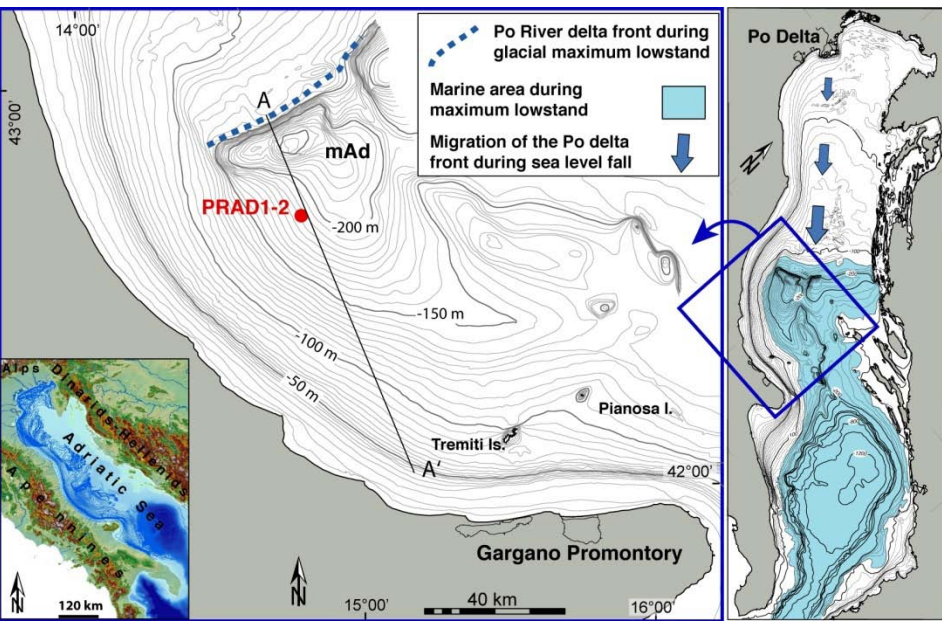 14°00'
43°00'
A
mAd
PRAD1-2
-200 m
-150 m
-100 m
-50 m
Pianosa I.
Tremiti Is.
A'
42°00'
Gargano Promontory
15°00'
40 km
16°00'
N
Po River delta front during
glacial maximum lowstand
Marine area during
maximum lowstand
Migration of the Po delta
front during sea level fall
Alps
Dinarids-Hellenids
Adriatic Sea
Apennines
N
120 km
Po Delta
N